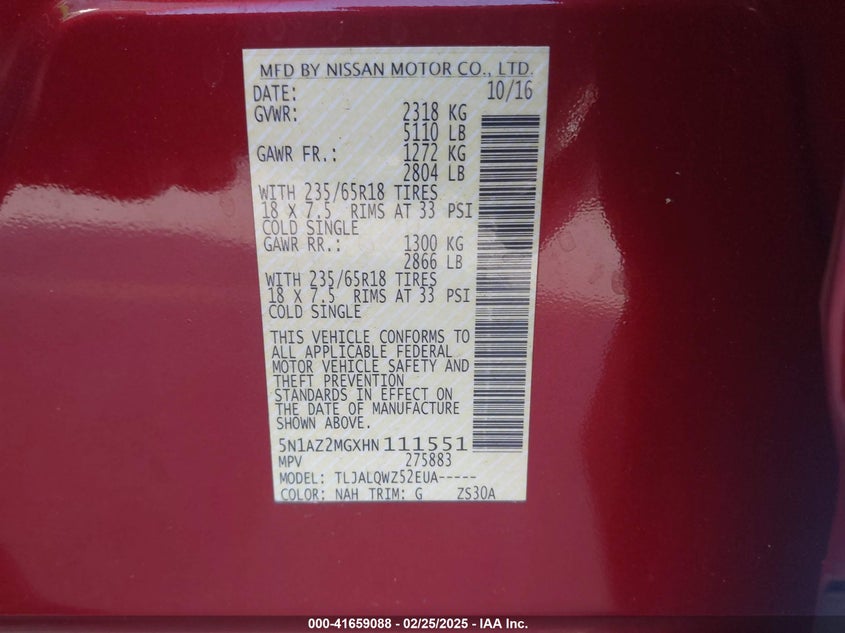 MFD BY NISSAN MOTOR CO., LTD.
DATE: 10/16
GVWR: 2318 KG
5110 LB
GAWR FR.: 1272 KG
2804 LB
WITH 235/65R18 TIRES
18 X 7.5 RIMS AT 33 PSI
COLD SINGLE
GAWR RR.: 1300 KG
2866 LB
WITH 235/65R18 TIRES
18 X 7.5 RIMS AT 33 PSI
COLD SINGLE
THIS VEHICLE CONFORMS TO
ALL APPLICABLE FEDERAL
MOTOR VEHICLE SAFETY AND
THEFT PREVENTION
STANDARDS IN EFFECT ON
THE DATE OF MANUFACTURE
SHOWN ABOVE.
5N1AZ2MGXHN111551
MPV 275883
MODEL: TLJALQWZ52EUA-----
COLOR: NAH TRIM: G ZS30A
000-41659088 - 02/25/2025 - IAA Inc.